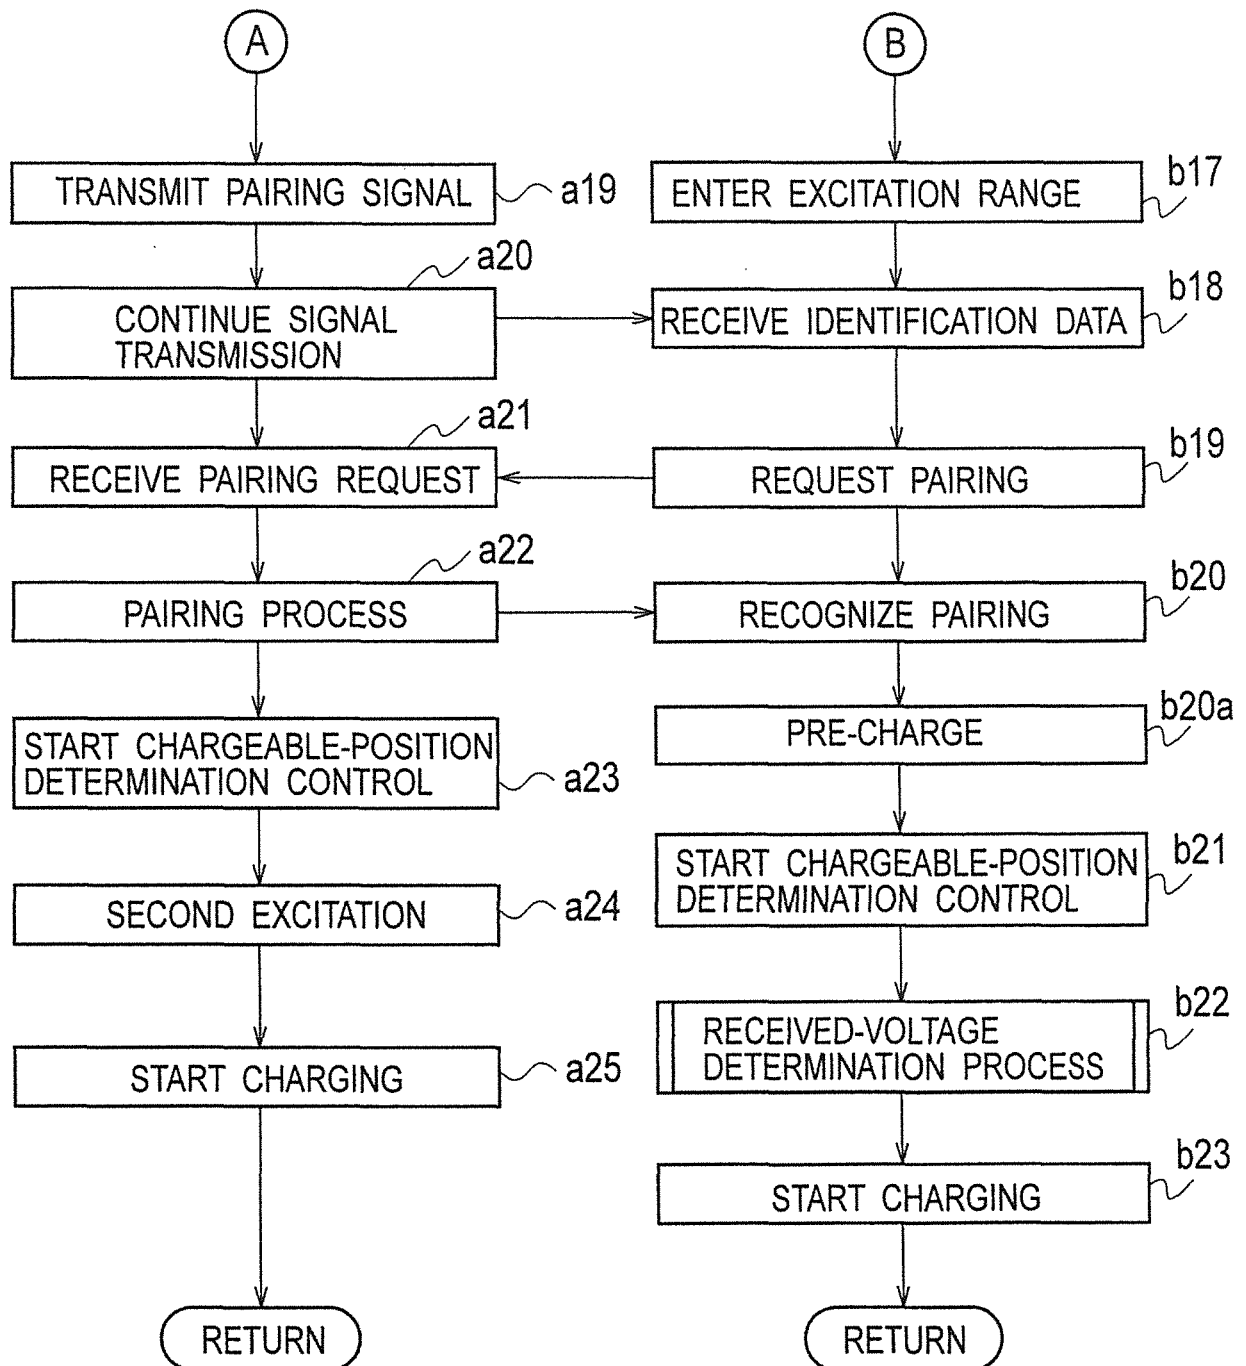 A
TRANSMIT PAIRING SIGNAL
a19
a20
CONTINUE SIGNAL
TRANSMISSION
a21
RECEIVE PAIRING REQUEST
a22
PAIRING PROCESS
START CHARGEABLE-POSITION
DETERMINATION CONTROL
a23
SECOND EXCITATION
a24
START CHARGING
a25
RETURN
B
ENTER EXCITATION RANGE
b17
RECEIVE IDENTIFICATION DATA
b18
REQUEST PAIRING
b19
RECOGNIZE PAIRING
b20
PRE-CHARGE
b20a
START CHARGEABLE-POSITION
DETERMINATION CONTROL
b21
RECEIVED-VOLTAGE
DETERMINATION PROCESS
b22
START CHARGING
b23
RETURN